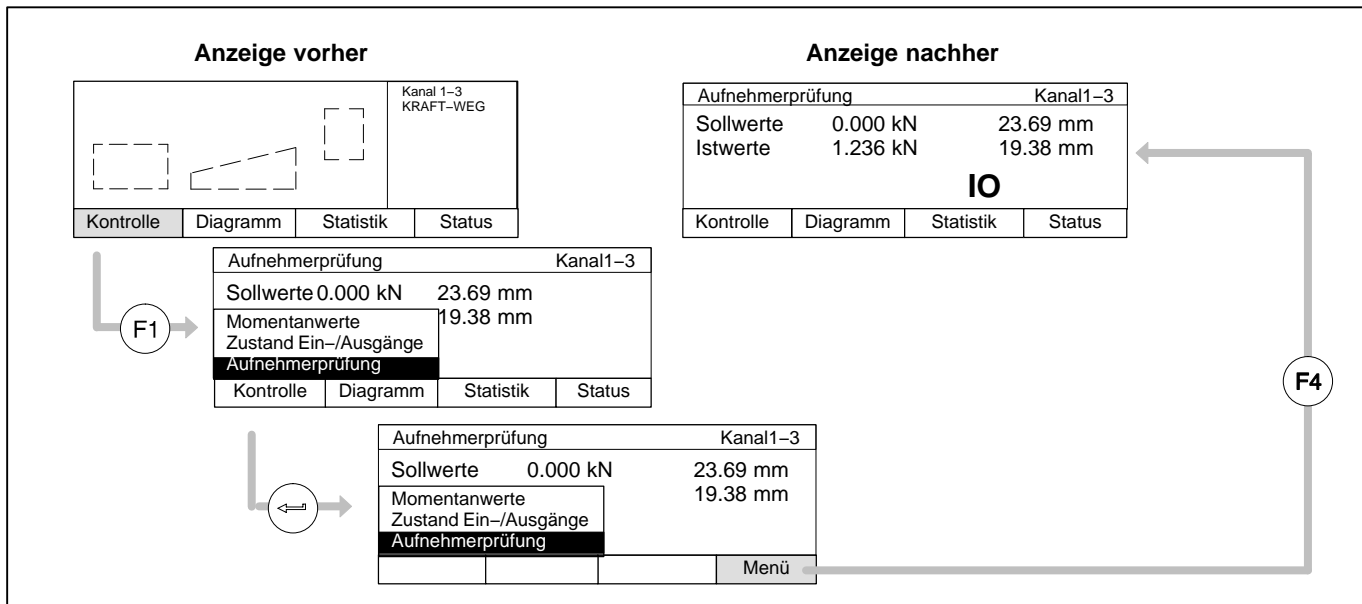 Anzeige vorher
Anzeige nachher
Kanal 1–3
KRAFT–WEG
Kontrolle Diagramm Statistik Status
Aufnehmerprüfung Kanal1–3
Sollwerte 0.000 kN 23.69 mm
Istwerte 1.236 kN 19.38 mm
IO
Kontrolle Diagramm Statistik Status
F1
Aufnehmerprüfung Kanal1–3
Sollwerte 0.000 kN 23.69 mm
19.38 mm
Momentanwerte
Zustand Ein–/Ausgänge
Aufnehmerprüfung
Kontrolle Diagramm Statistik Status
F4
Aufnehmerprüfung Kanal1–3
Sollwerte 0.000 kN 23.69 mm
19.38 mm
Momentanwerte
Zustand Ein–/Ausgänge
Aufnehmerprüfung
Menü